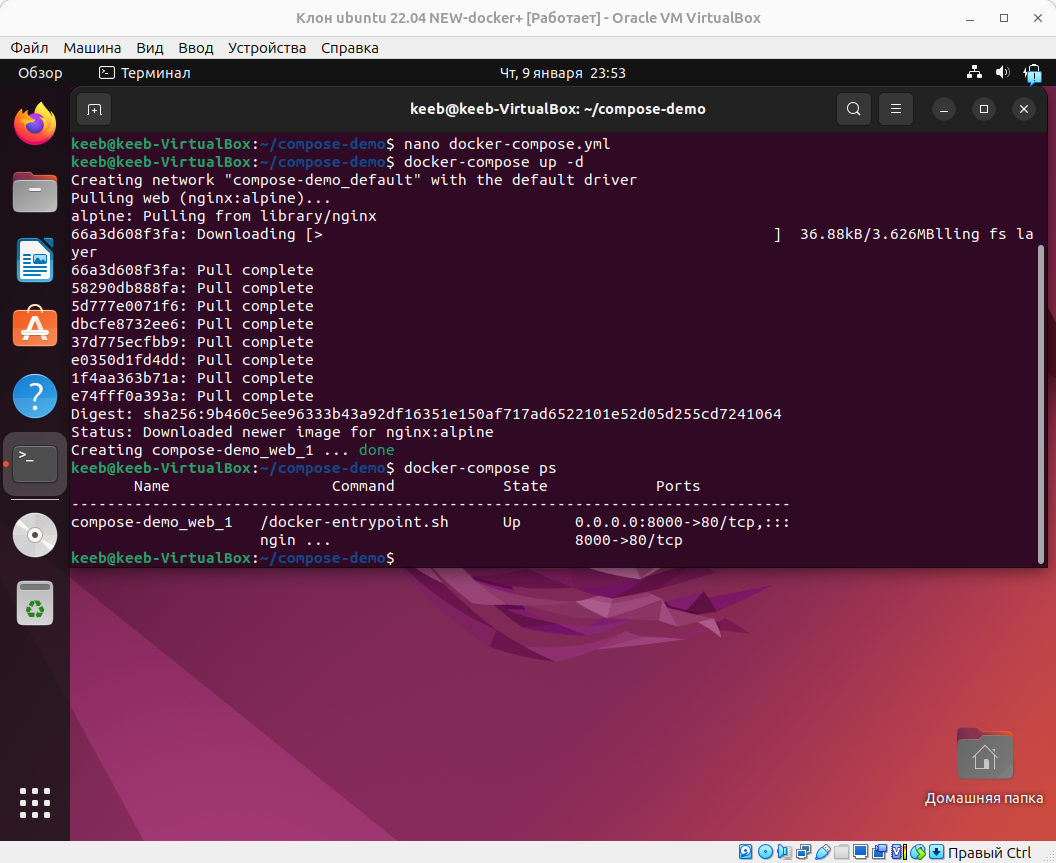 Клон ubuntu 22.04 NEW-docker+ [Работает] - Oracle VM VirtualBox
Файл Машина Вид Ввод Устройства Справка
Обзор Терминал Чт, 9 января 23:53
keeb@keeb-VirtualBox: ~/compose-demo
keeb@keeb-VirtualBox:~/compose-demo$ nano docker-compose.yml
keeb@keeb-VirtualBox:~/compose-demo$ docker-compose up -d
Creating network "compose-demo_default" with the default driver
Pulling web (nginx:alpine)...
alpine: Pulling from library/nginx
66a3d608f3fa: Downloading [> ] 36.88kB/3.626MBlling fs la
yer
66a3d608f3fa: Pull complete
58290db888fa: Pull complete
5d777e0071f6: Pull complete
dbcfe8732ee6: Pull complete
37d775ecfbb9: Pull complete
e0350d1fd4dd: Pull complete
1f4aa363b71a: Pull complete
e74fff0a393a: Pull complete
Digest: sha256:9b460c5ee96333b43a92df16351e150af717ad6522101e52d05d255cd7241064
Status: Downloaded newer image for nginx:alpine
Creating compose-demo_web_1 ... done
keeb@keeb-VirtualBox:~/compose-demo$ docker-compose ps
Name Command State Ports
--------------------------------------------------------------------------------
compose-demo_web_1 /docker-entrypoint.sh Up 0.0.0.0:8000->80/tcp,:::
ngin ... 8000->80/tcp
keeb@keeb-VirtualBox:~/compose-demo$
Домашняя папка
Правый Ctrl